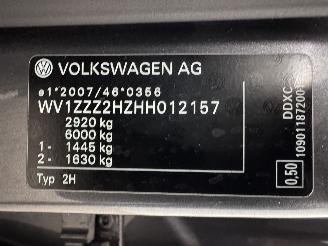 VOLKSWAGEN AG
e1*2007/46*0356
WV1ZZZ2HZHH012157
2920 kg
6000 kg
1- 1445 kg
2- 1630 kg
Typ 2H
DDXC
0,50